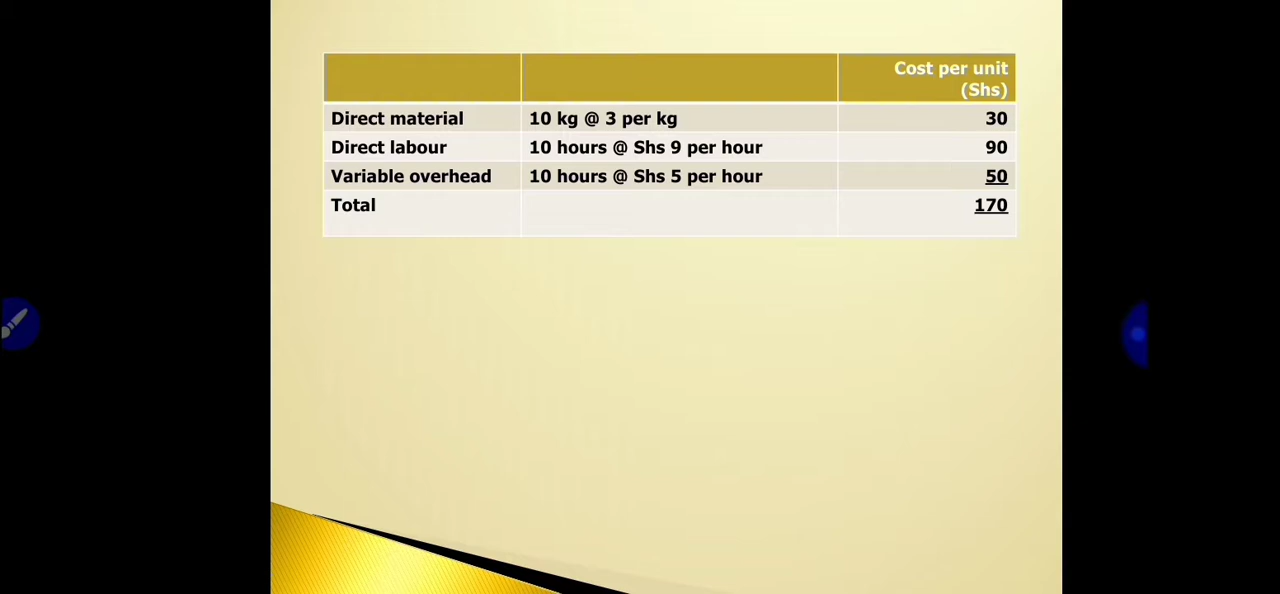 Cost per unit
(Shs)
Direct material 10 kg @ 3 per kg 30
Direct labour 10 hours @ Shs 9 per hour 90
Variable overhead 10 hours @ Shs 5 per hour 50
Total 170